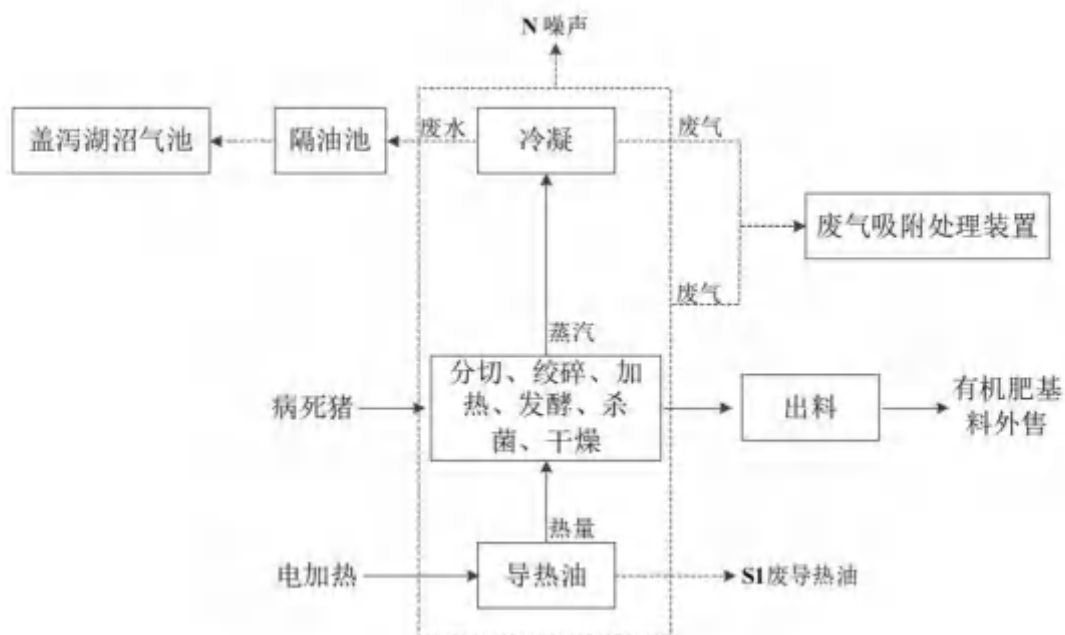 N 噪声
盖泻湖沼气池
隔油池
废水
冷凝
废气
废气吸附处理装置
废气
蒸汽
病死猪
分切、绞碎、加
热、发酵、杀
菌、干燥
出料
有机肥基
料外售
热量
电加热
导热油
S1废导热油